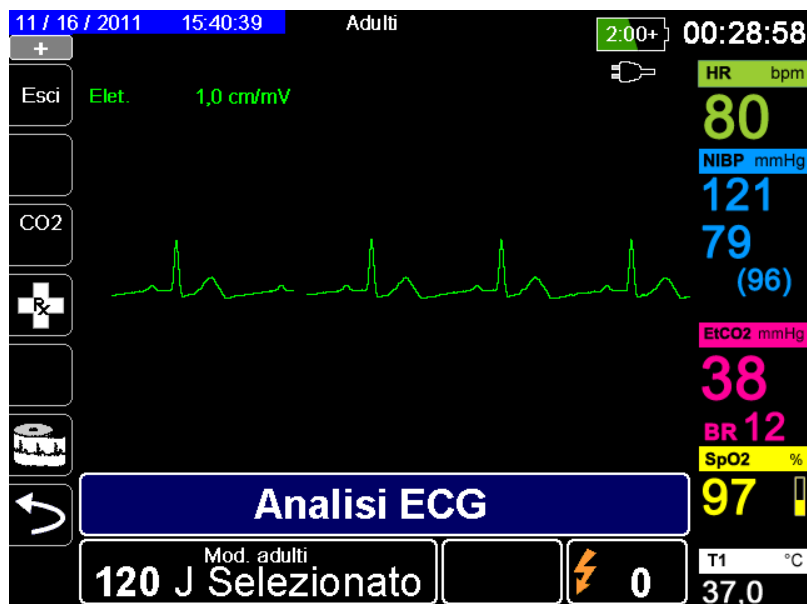 11 / 16 / 2011 15:40:39 Adulti 2:00+ 00:28:58
+
Esci
Elet. 1,0 cm/mV
CO2
Rx
HR bpm
80
NIBP mmHg
121
79
(96)
EtCO2 mmHg
38
BR 12
SpO2 %
97
T1 °C
37,0
Analisi ECG
Mod. adulti
120 J Selezionato
0